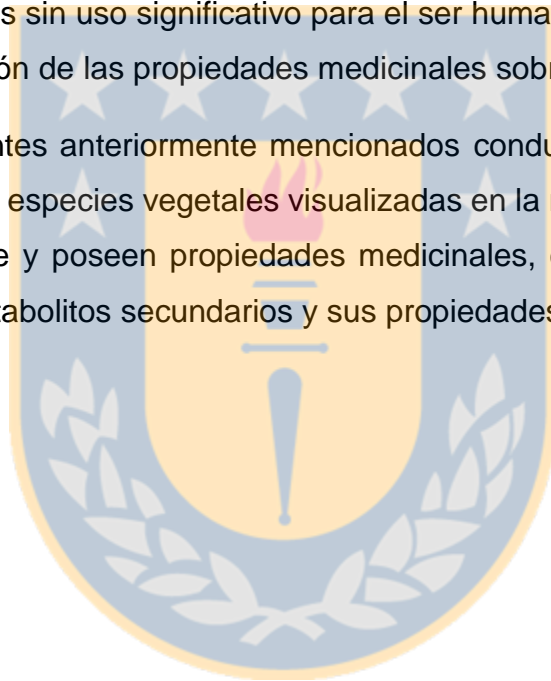 s sin uso significativo para el ser huma
ón de las propiedades medicinales sobr
ntes anteriormente mencionados condu
especies vegetales visualizadas en la
e y poseen propiedades medicinales,
tabolitos secundarios y sus propiedades